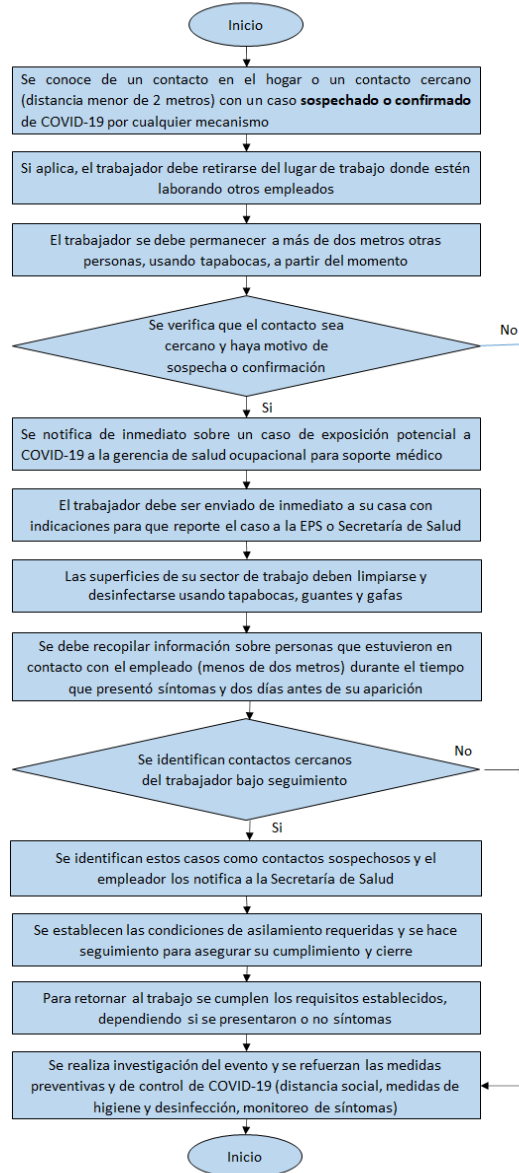 Inicio
Se conoce de un contacto en el hogar o un contacto cercano
(distancia menor de 2 metros) con un caso sospechado o confirmado
de COVID-19 por cualquier mecanismo
Si aplica, el trabajador debe retirarse del lugar de trabajo donde estén
laborando otros empleados
El trabajador se debe permanecer a más de dos metros otras
personas, usando tapabocas, a partir del momento
Se verifica que el contacto sea
cercano y haya motivo de
sospecha o confirmación
No
Si
Se notifica de inmediato sobre un caso de exposición potencial a
COVID-19 a la gerencia de salud ocupacional para soporte médico
El trabajador debe ser enviado de inmediato a su casa con
indicaciones para que reporte el caso a la EPS o Secretaría de Salud
Las superficies de su sector de trabajo deben limpiarse y
desinfectarse usando tapabocas, guantes y gafas
Se debe recopilar información sobre personas que estuvieron en
contacto con el empleado (menos de dos metros) durante el tiempo
que presentó síntomas y dos días antes de su aparición
Se identifican contactos cercanos
del trabajador bajo seguimiento
No
Si
Se identifican estos casos como contactos sospechosos y el
empleador los notifica a la Secretaría de Salud
Se establecen las condiciones de asilamiento requeridas y se hace
seguimiento para asegurar su cumplimiento y cierre
Para retornar al trabajo se cumplen los requisitos establecidos,
dependiendo si se presentaron o no síntomas
Se realiza investigación del evento y se refuerzan las medidas
preventivas y de control de COVID-19 (distancia social, medidas de
higiene y desinfección, monitoreo de síntomas)
Inicio